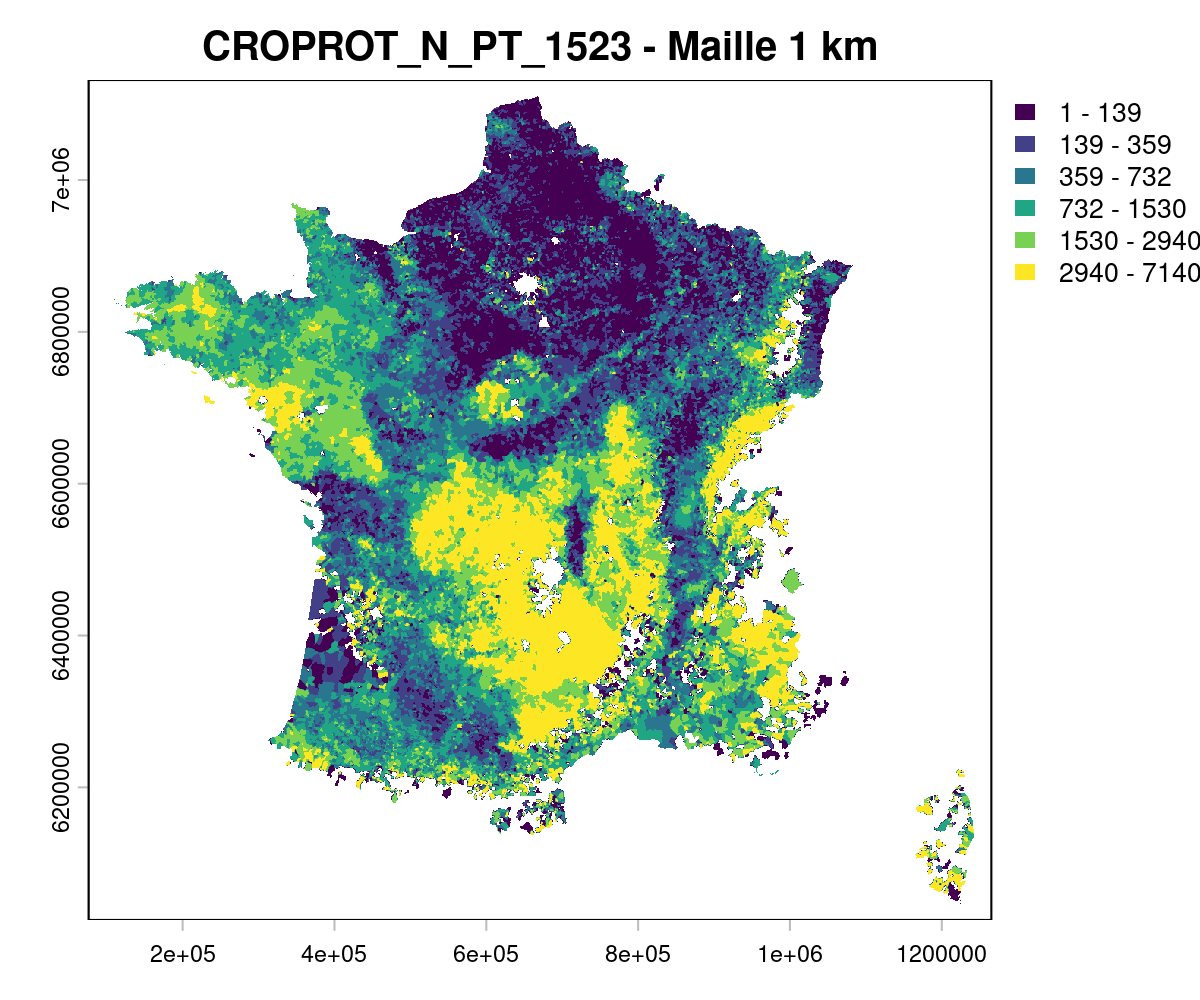 CROPROT_N_PT_1523 - Maille 1 km
1 - 139
139 - 359
359 - 732
732 - 1530
1530 - 2940
2940 - 7140
7e+06
6800000
6600000
6400000
6200000
2e+05
4e+05
6e+05
8e+05
1e+06
1200000